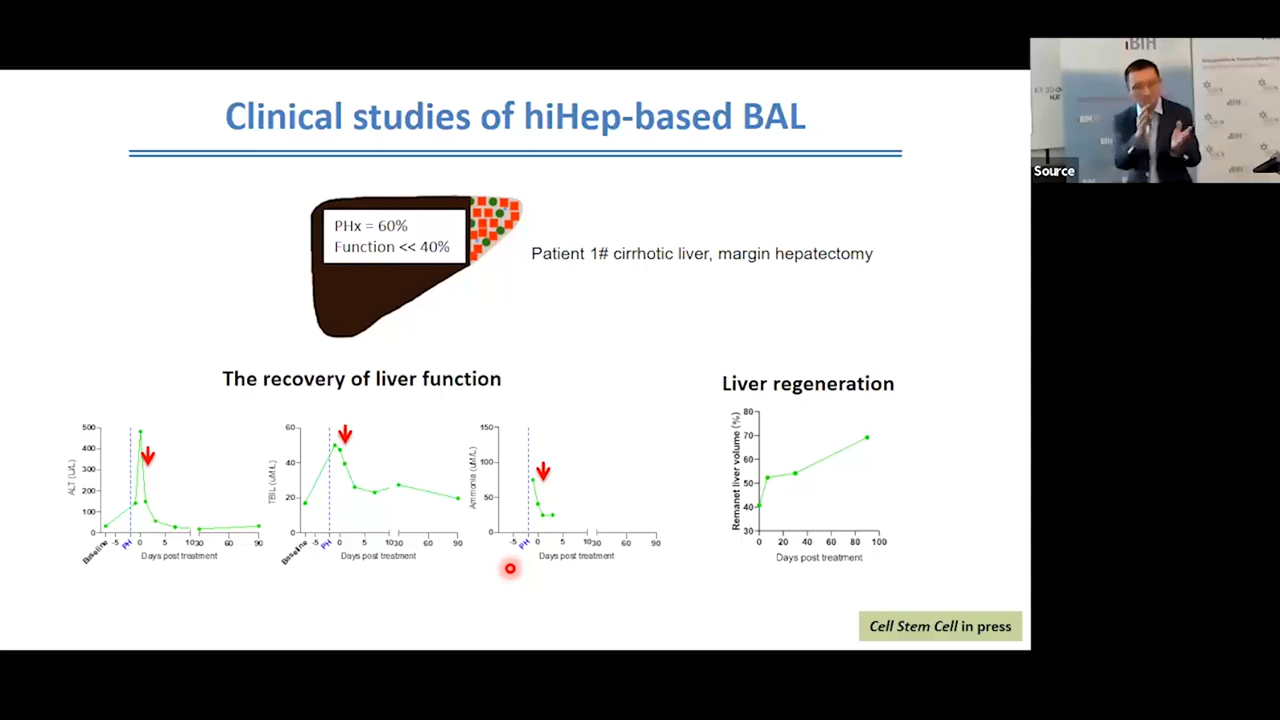 Clinical studies of hiHep-based BAL
iBIH
Source
PHx = 60%
Function << 40%
Patient 1# cirrhotic liver, margin hepatectomy
The recovery of liver function
Liver regeneration
ALT (U/L)
500
400
300
200
100
0
Baseline
-5
PH
0
5
10
30
60
90
Days post treatment
TBIL (uM/L)
60
40
20
0
Baseline
-5
PH
0
5
10
30
60
90
Days post treatment
Ammonia (uM/L)
150
100
50
0
-5
PH
0
5
10
30
60
90
Days post treatment
Remanet liver volume (%)
80
70
60
50
40
30
0
20
40
60
80
100
Days post treatment
Cell Stem Cell in press